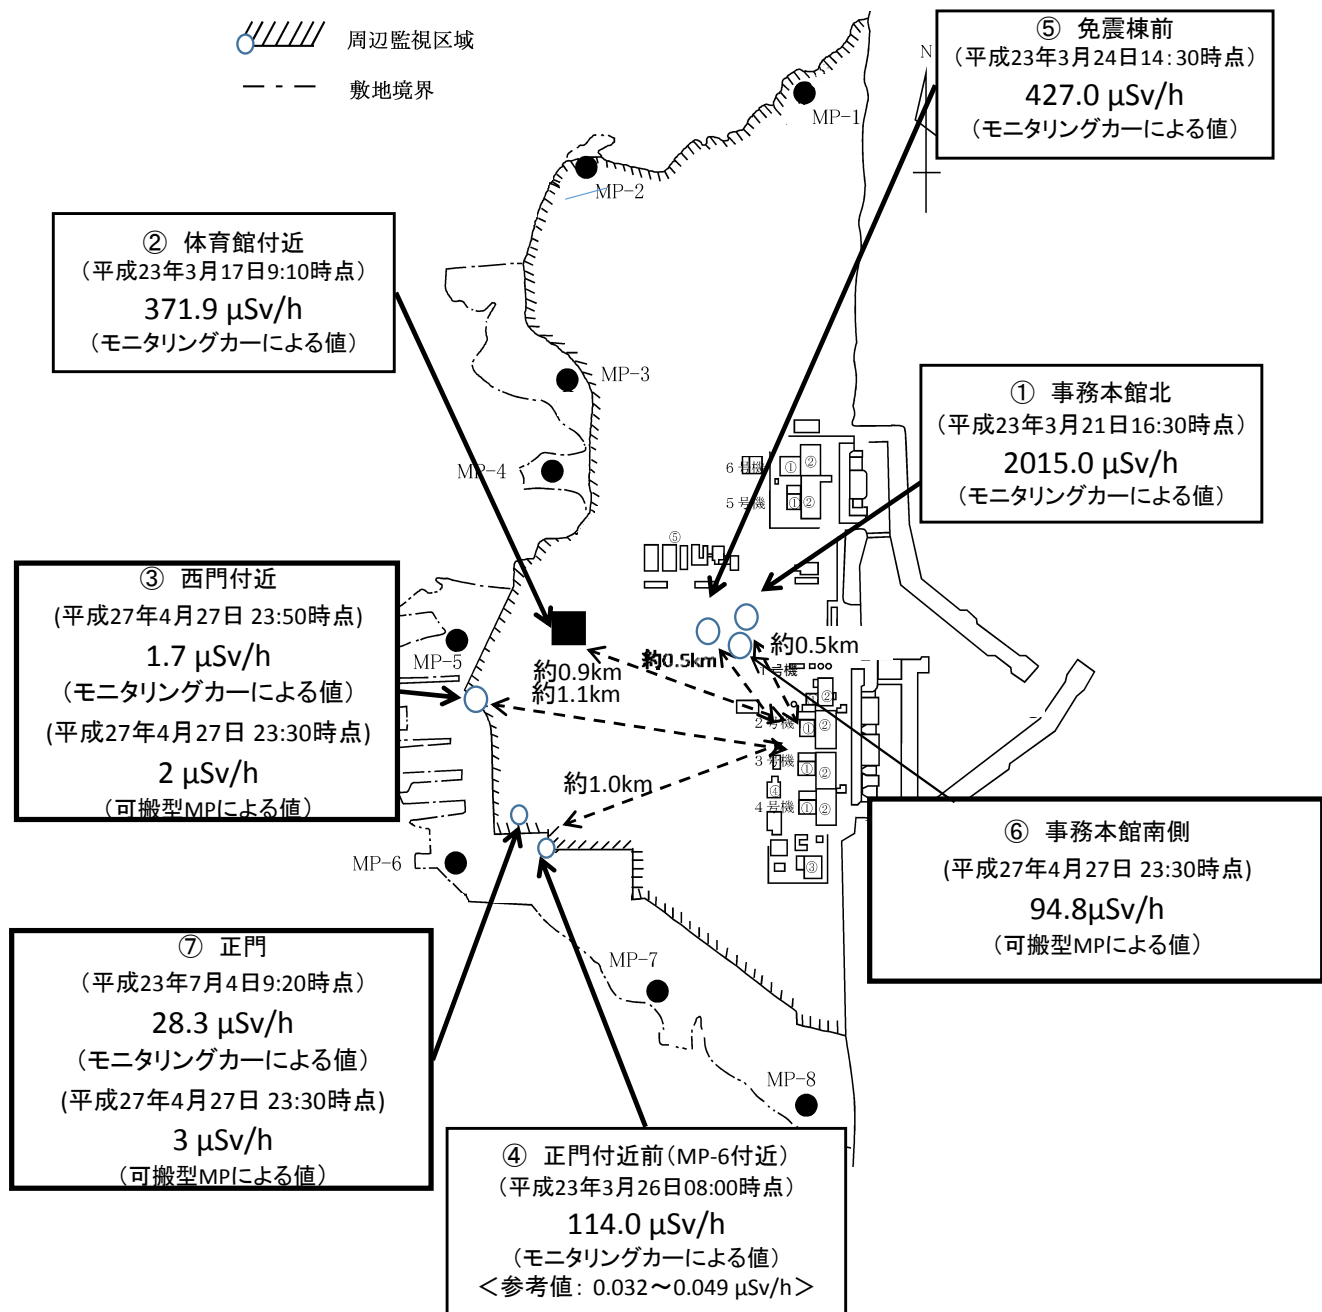 周辺監視区域
敷地境界
⑤ 免震棟前
（平成23年3月24日14:30時点）
427.0 μSv/h
（モニタリングカーによる値）
N
MP-1
MP-2
② 体育館付近
（平成23年3月17日9:10時点）
371.9 μSv/h
（モニタリングカーによる値）
MP-3
① 事務本館北
（平成23年3月21日16:30時点）
2015.0 μSv/h
（モニタリングカーによる値）
MP-4
6号機
①
②
5号機
①
②
⑤
③ 西門付近
(平成27年4月27日 23:50時点)
1.7 μSv/h
（モニタリングカーによる値）
(平成27年4月27日 23:30時点)
2 μSv/h
（可搬型MPによる値）
MP-5
約0.9km
約1.1km
約0.5km
約0.5km
号機
②
2号機
①
②
3号機
①
②
④
4号機
①
②
③
約1.0km
MP-6
⑥ 事務本館南側
(平成27年4月27日 23:30時点)
94.8μSv/h
（可搬型MPによる値）
⑦ 正門
（平成23年7月4日9:20時点）
28.3 μSv/h
（モニタリングカーによる値）
(平成27年4月27日 23:30時点)
3 μSv/h
（可搬型MPによる値）
MP-7
MP-8
④ 正門付近前（MP-6付近）
（平成23年3月26日08:00時点）
114.0 μSv/h
（モニタリングカーによる値）
＜参考値： 0.032～0.049 μSv/h＞